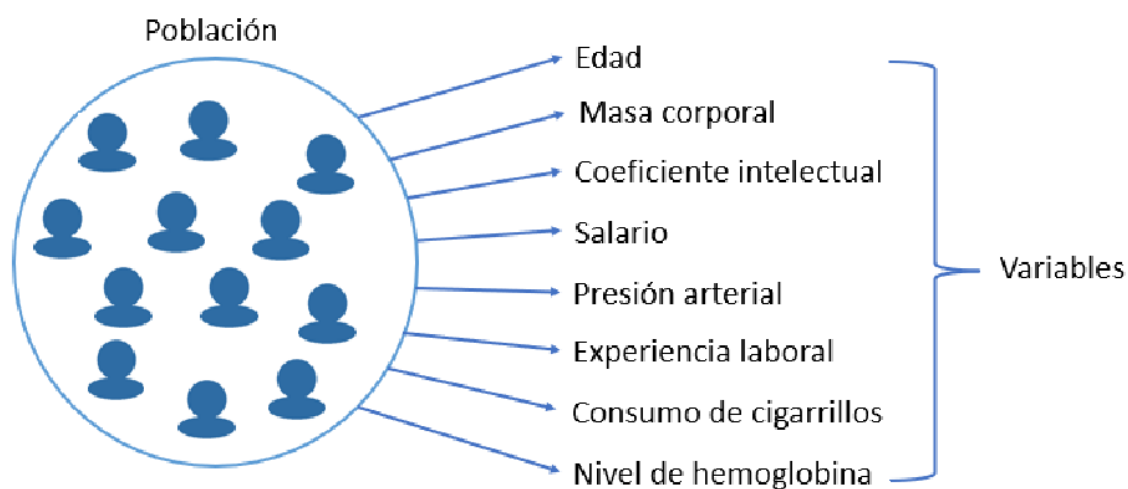 Población
Edad
Masa corporal
Coeficiente intelectual
Salario
Presión arterial
Experiencia laboral
Consumo de cigarrillos
Nivel de hemoglobina
Variables